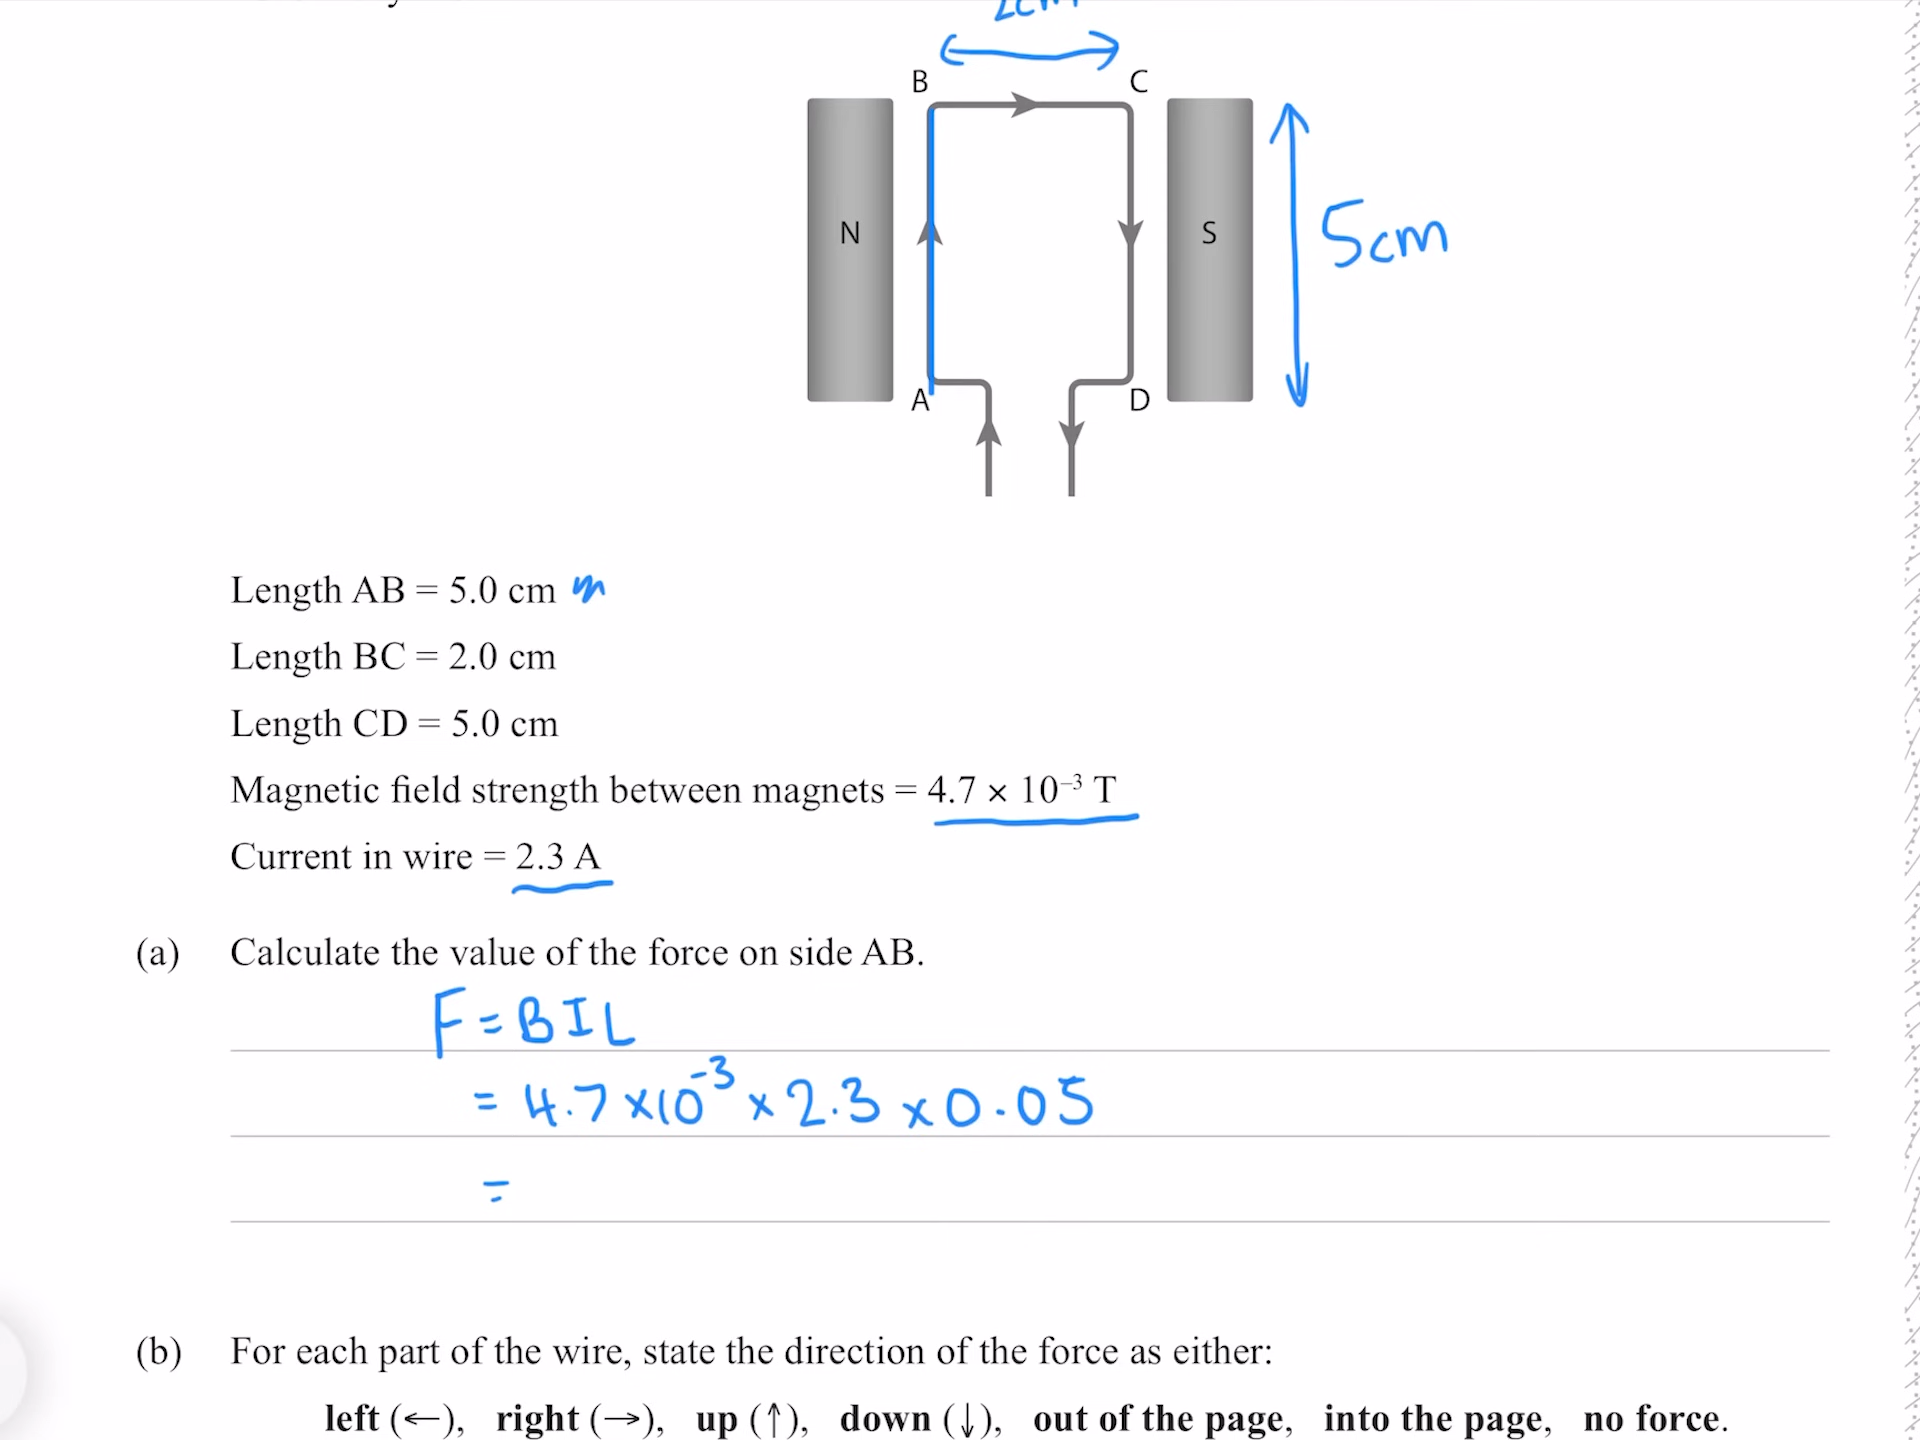 2cm
B C
N S 5cm
A D
Length AB = 5.0 cm m
Length BC = 2.0 cm
Length CD = 5.0 cm
Magnetic field strength between magnets = 4.7 × 10⁻³ T
Current in wire = 2.3 A
(a) Calculate the value of the force on side AB.
F = BIL
= 4.7 ×10⁻³ × 2.3 × 0.05
=
(b) For each part of the wire, state the direction of the force as either:
left (←), right (→), up (↑), down (↓), out of the page, into the page, no force.